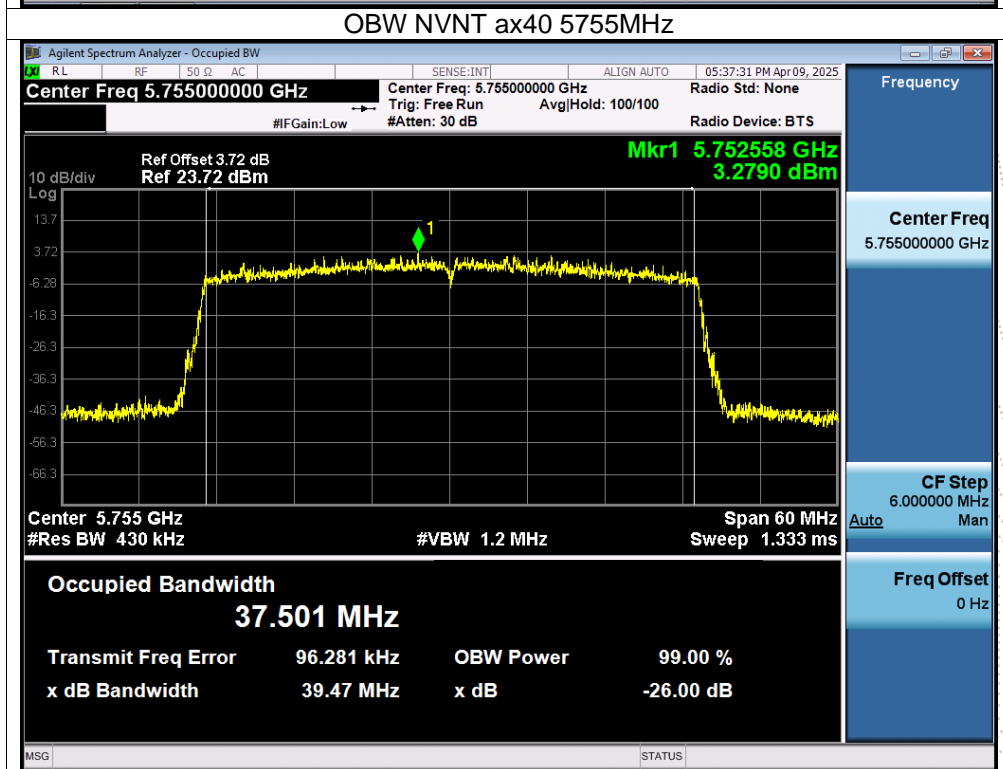 OBW NVNT ax40 5755MHz
Agilent Spectrum Analyzer - Occupied BW
LXI RL RF 50 Ω AC SENSE:INT ALIGN AUTO 05:37:31 PM Apr 09, 2025
Center Freq 5.755000000 GHz Center Freq: 5.755000000 GHz Radio Std: None
Trig: Free Run Avg|Hold: 100/100
#IFGain:Low #Atten: 30 dB Radio Device: BTS
Frequency
Mkr1 5.752558 GHz
3.2790 dBm
Ref Offset 3.72 dB
10 dB/div Ref 23.72 dBm
Log
13.7
3.72
-6.28
-16.3
-26.3
-36.3
-46.3
-56.3
-66.3
1
Center 5.755 GHz Span 60 MHz
#Res BW 430 kHz #VBW 1.2 MHz Sweep 1.333 ms
Center Freq
5.755000000 GHz
CF Step
6.000000 MHz
Auto Man
Freq Offset
0 Hz
Occupied Bandwidth
37.501 MHz
Transmit Freq Error 96.281 kHz OBW Power 99.00 %
x dB Bandwidth 39.47 MHz x dB -26.00 dB
MSG STATUS